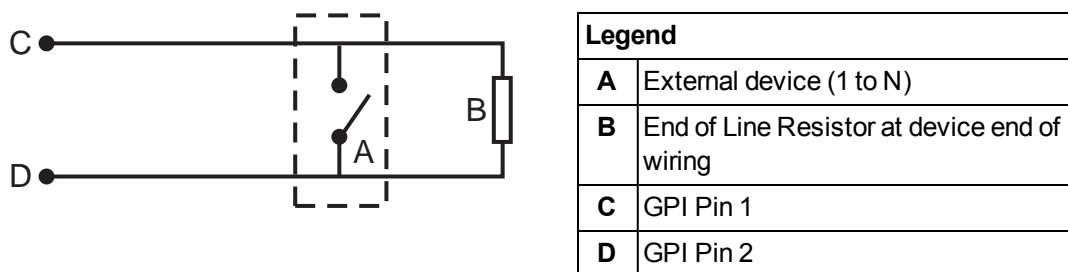 C
B
A
D
Legend
A External device (1 to N)
B End of Line Resistor at device end of
wiring
C GPI Pin 1
D GPI Pin 2